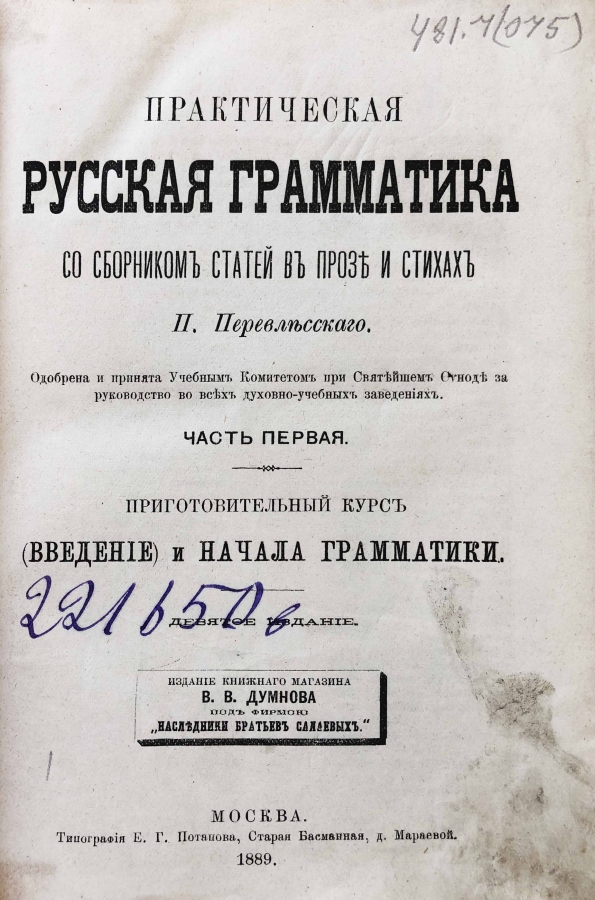 481.7(075)
ПРАКТИЧЕСКАЯ
РУССКАЯ ГРАММАТИКА
СО СБОРНИКОМЪ СТАТЕЙ ВЪ ПРОЗѢ И СТИХАХЪ
П. Перевлѣсскаго.
Одобрена и принята Учебнымъ Комитетомъ при Святѣйшемъ Сѵнодѣ за
руководство во всѣхъ духовно-учебныхъ заведеніяхъ.
ЧАСТЬ ПЕРВАЯ.
ПРИГОТОВИТЕЛЬНЫЙ КУРСЪ
(ВВЕДЕНІЕ) и НАЧАЛА ГРАММАТИКИ.
221650
ДЕВЯТОЕ ИЗДАНІЕ.
ИЗДАНІЕ КНИЖНАГО МАГАЗИНА
В. В. ДУМНОВА
ПОДЪ ФИРМОЮ
„НАСЛѢДНИКИ БРАТЬЕВЪ САЛАЕВЫХЪ.“
МОСКВА.
Типографія Е. Г. Потапова, Старая Басманная, д. Мараевой.
1889.